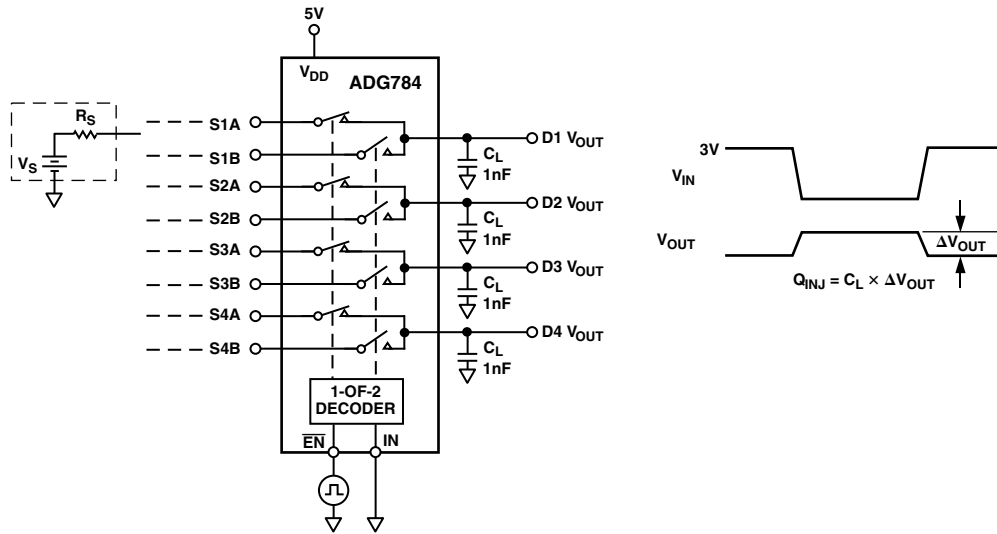 5V
VDD
ADG784
RS
VS
S1A
S1B
S2A
S2B
S3A
S3B
S4A
S4B
D1 VOUT
CL
1nF
D2 VOUT
CL
1nF
D3 VOUT
CL
1nF
D4 VOUT
CL
1nF
1-OF-2
DECODER
EN
IN
3V
VIN
VOUT
ΔVOUT
QINJ = CL × ΔVOUT